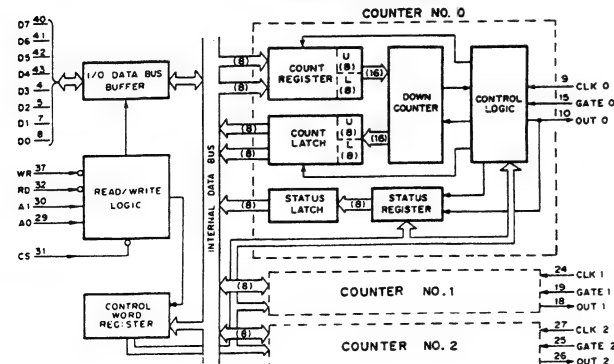 COUNTER NO. 0
D7 40
D6 41
D5 42
D4 43
D3 4
D2 5
D1 7
D0 8
I/O DATA BUS
BUFFER
WR 37
RD 32
A1 30
A0 29
CS 31
READ/WRITE
LOGIC
CONTROL
WORD
REGISTER
INTERNAL DATA BUS
(8)
(8)
COUNT
REGISTER
U
(8)
L
(8)
(16)
DOWN
COUNTER
CONTROL
LOGIC
9
CLK 0
15
GATE 0
10
OUT 0
(8)
COUNT
LATCH
U
(8)
L
(8)
(16)
(8)
STATUS
LATCH
(8)
STATUS
REGISTER
(8)
(8)
COUNTER NO.1
24
CLK 1
19
GATE 1
18
OUT 1
(8)
COUNTER NO.2
27
CLK 2
25
GATE 2
26
OUT 2